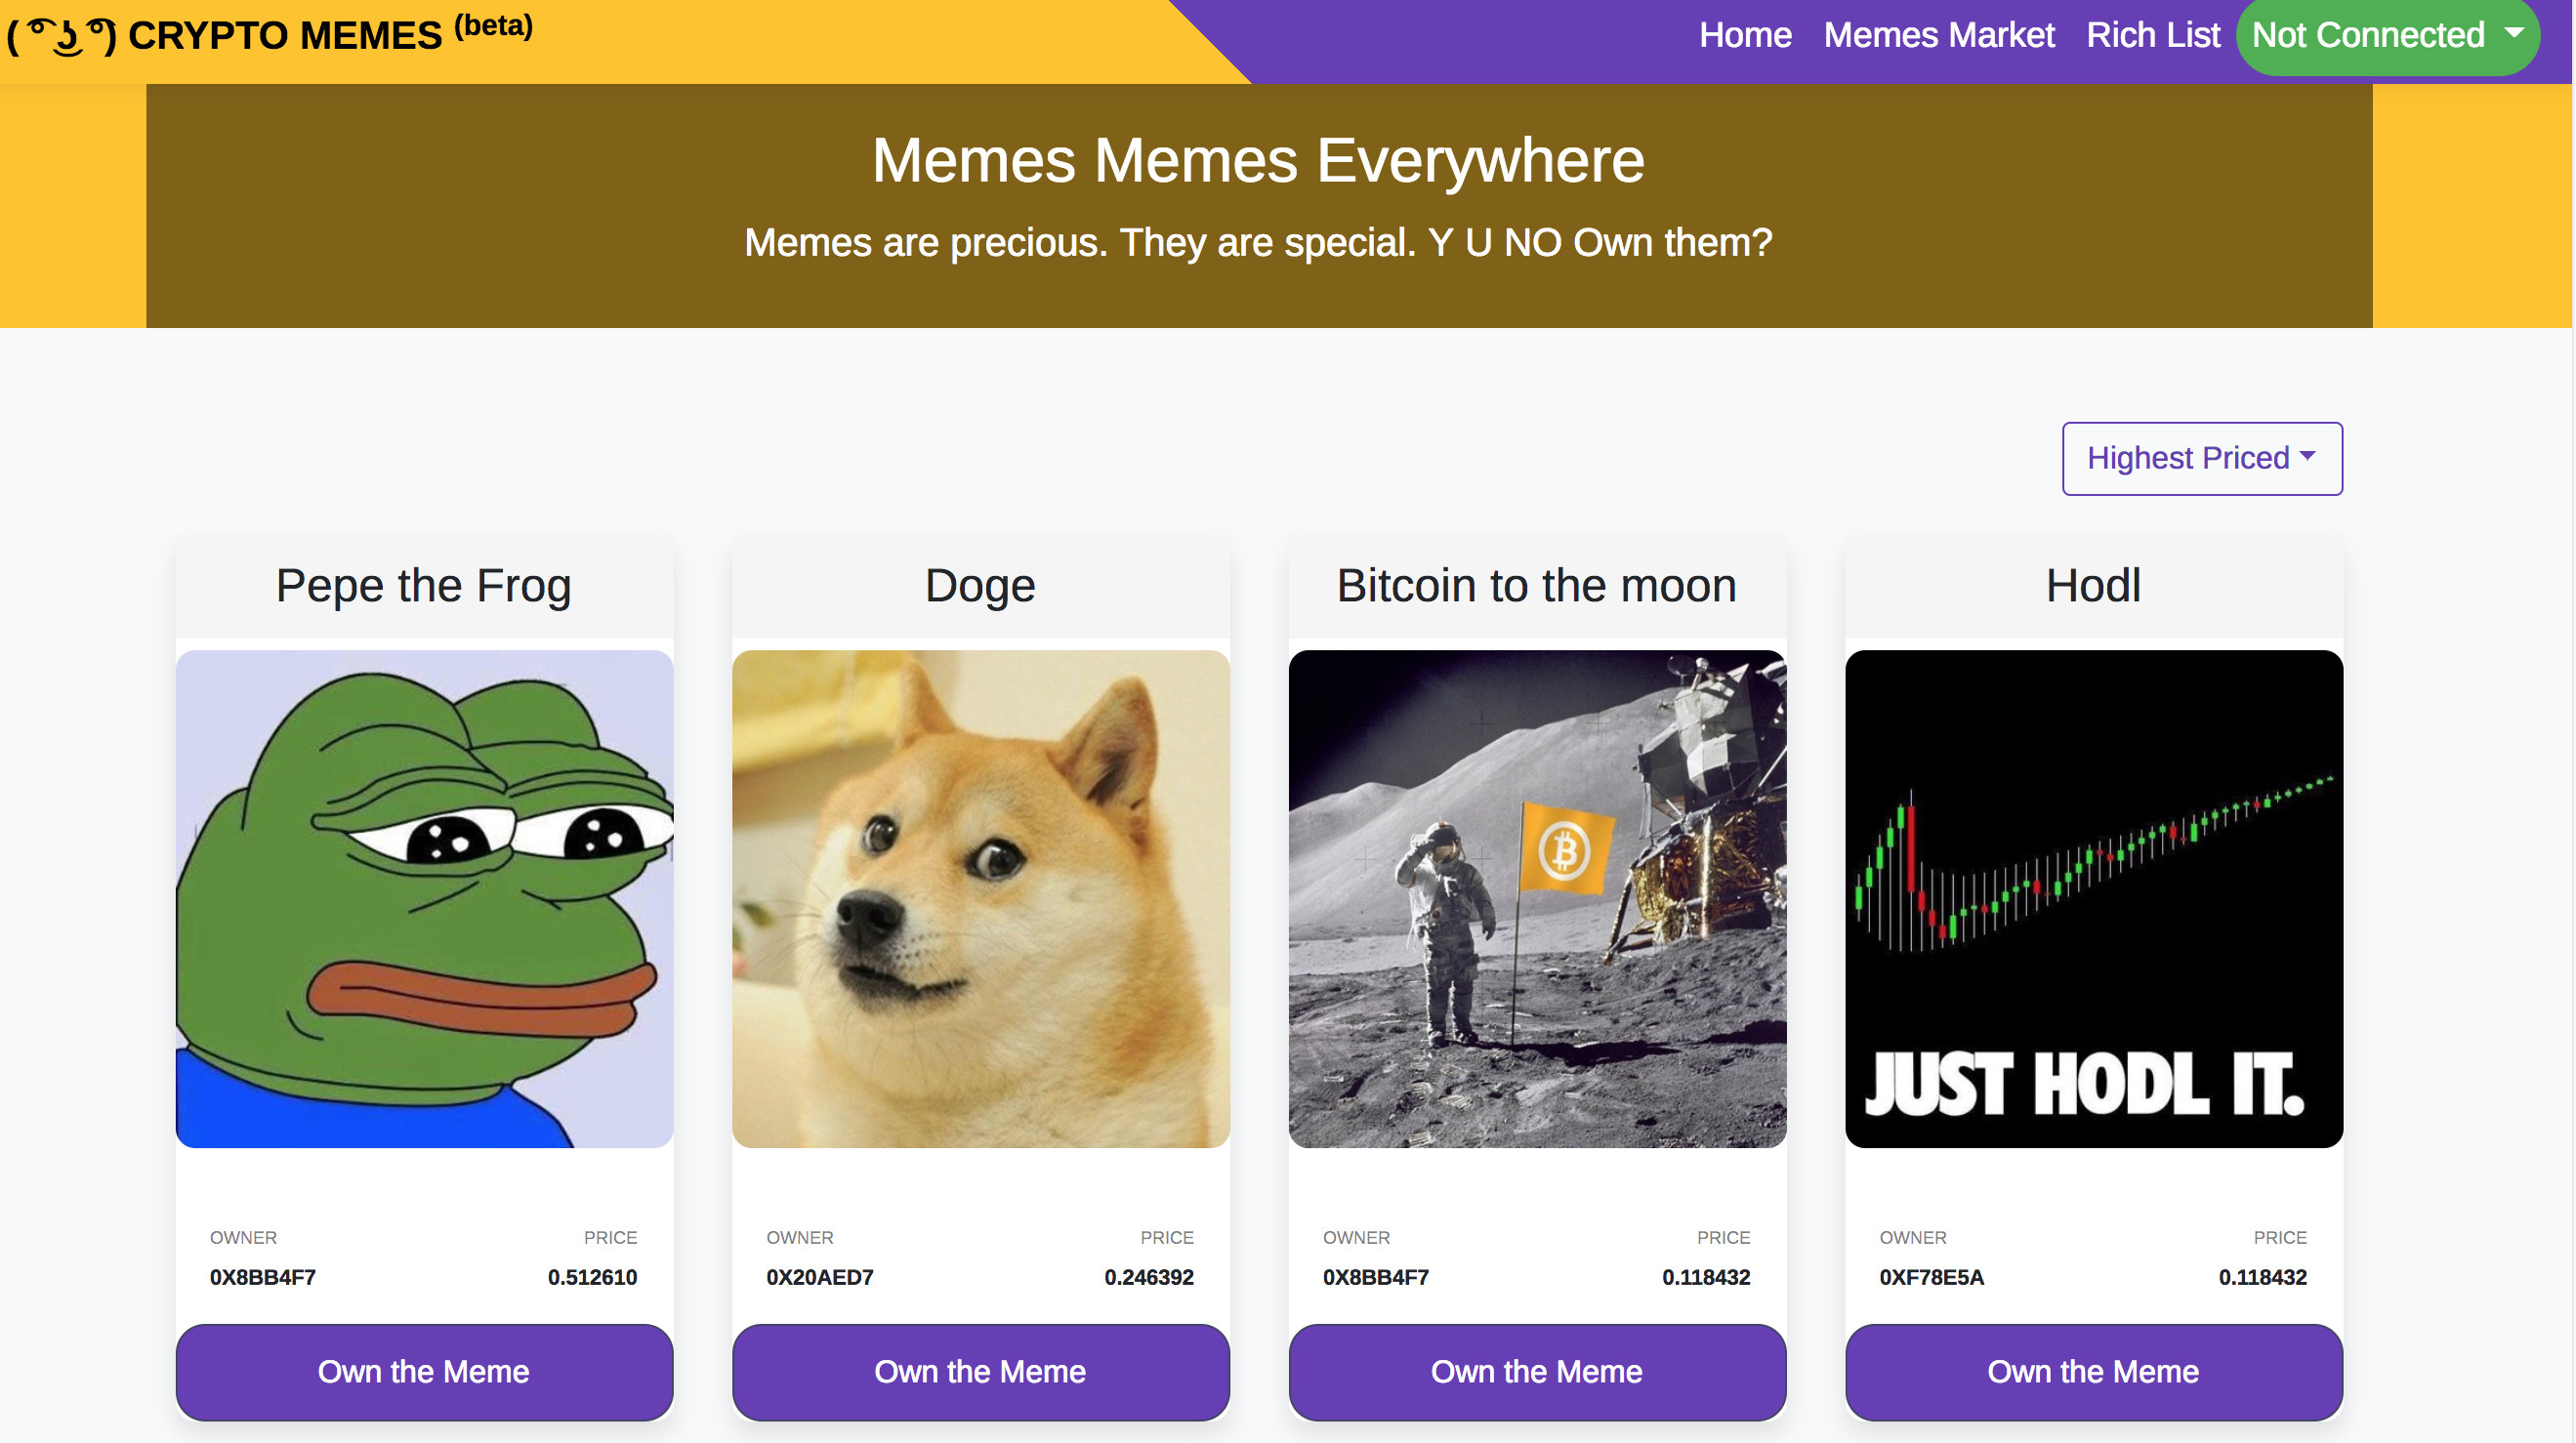 ( ͡° ͜ʖ ͡°) CRYPTO MEMES (beta)
Home Memes Market Rich List Not Connected
Memes Memes Everywhere
Memes are precious. They are special. Y U NO Own them?
Highest Priced
Pepe the Frog
Doge
Bitcoin to the moon
Hodl
JUST HODL IT.
OWNER PRICE
0X8BB4F7 0.512610
Own the Meme
OWNER PRICE
0X20AED7 0.246392
Own the Meme
OWNER PRICE
0X8BB4F7 0.118432
Own the Meme
OWNER PRICE
0XF78E5A 0.118432
Own the Meme